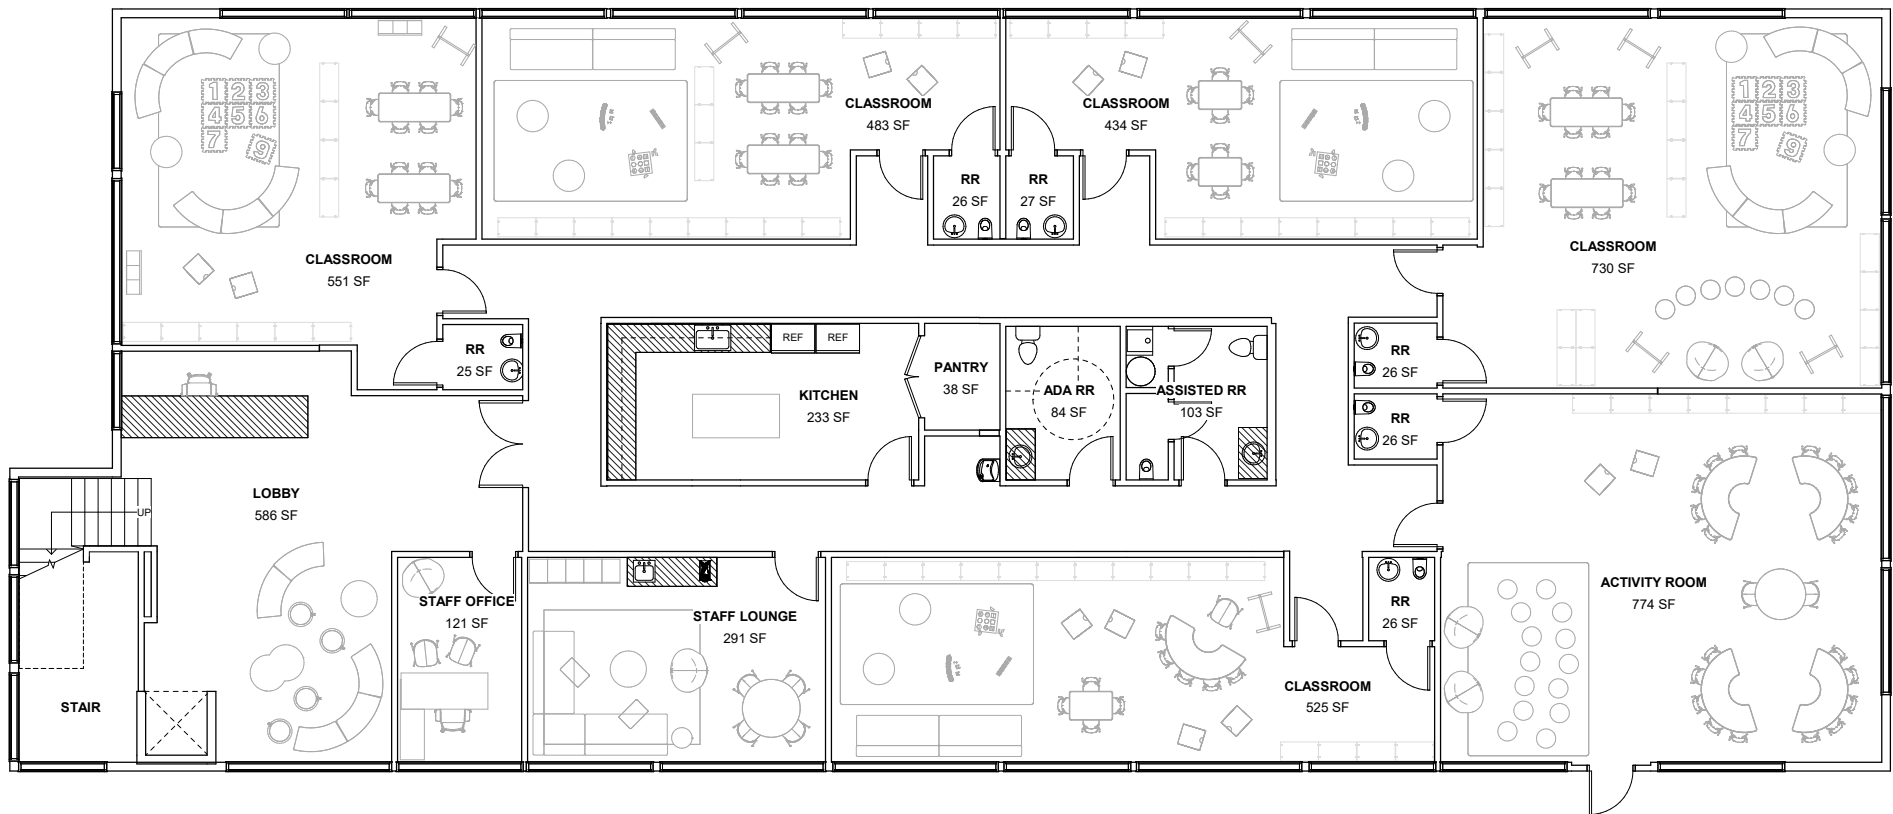 1 2 3
4 5 6
7
9
CLASSROOM
551 SF
CLASSROOM
483 SF
CLASSROOM
434 SF
1 2 3
4 5 6
7
9
CLASSROOM
730 SF
RR
26 SF
RR
27 SF
RR
25 SF
REF
REF
KITCHEN
233 SF
PANTRY
38 SF
ADA RR
84 SF
ASSISTED RR
103 SF
RR
26 SF
RR
26 SF
LOBBY
586 SF
UP
STAIR
STAFF OFFICE
121 SF
STAFF LOUNGE
291 SF
CLASSROOM
525 SF
RR
26 SF
ACTIVITY ROOM
774 SF